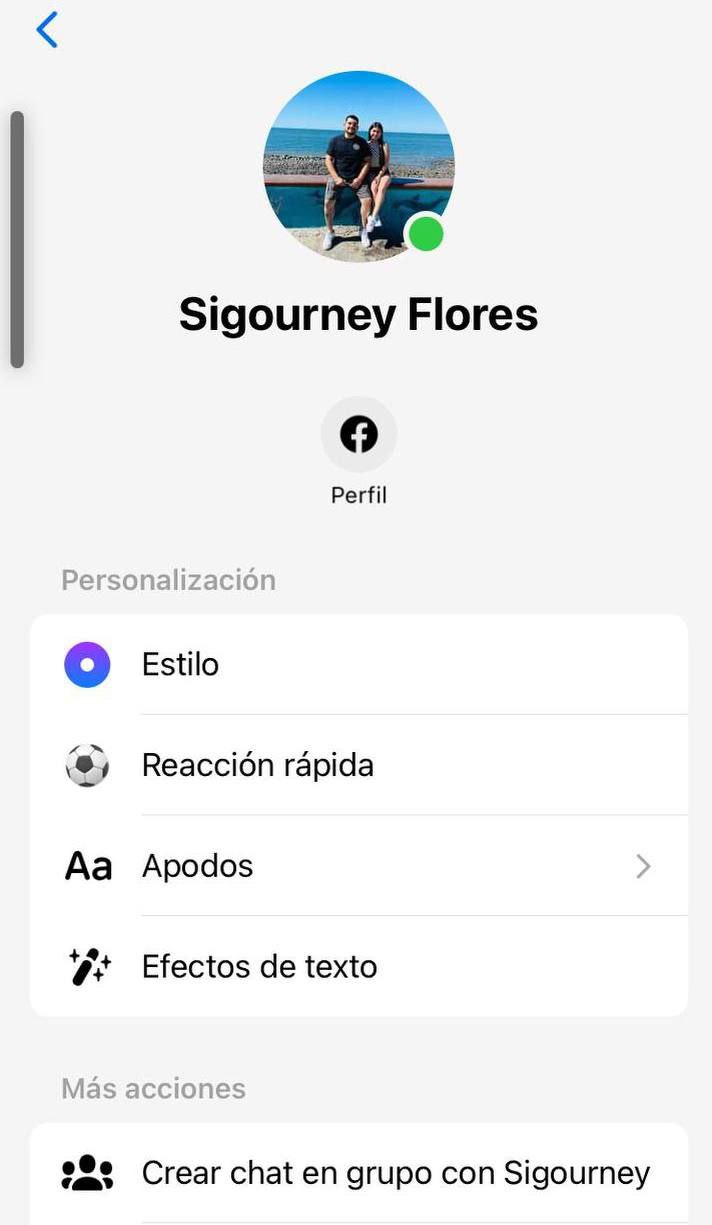 Sigourney Flores
Perfil
Personalización
Estilo
Reacción rápida
Aa Apodos
Efectos de texto
Más acciones
Crear chat en grupo con Sigourney